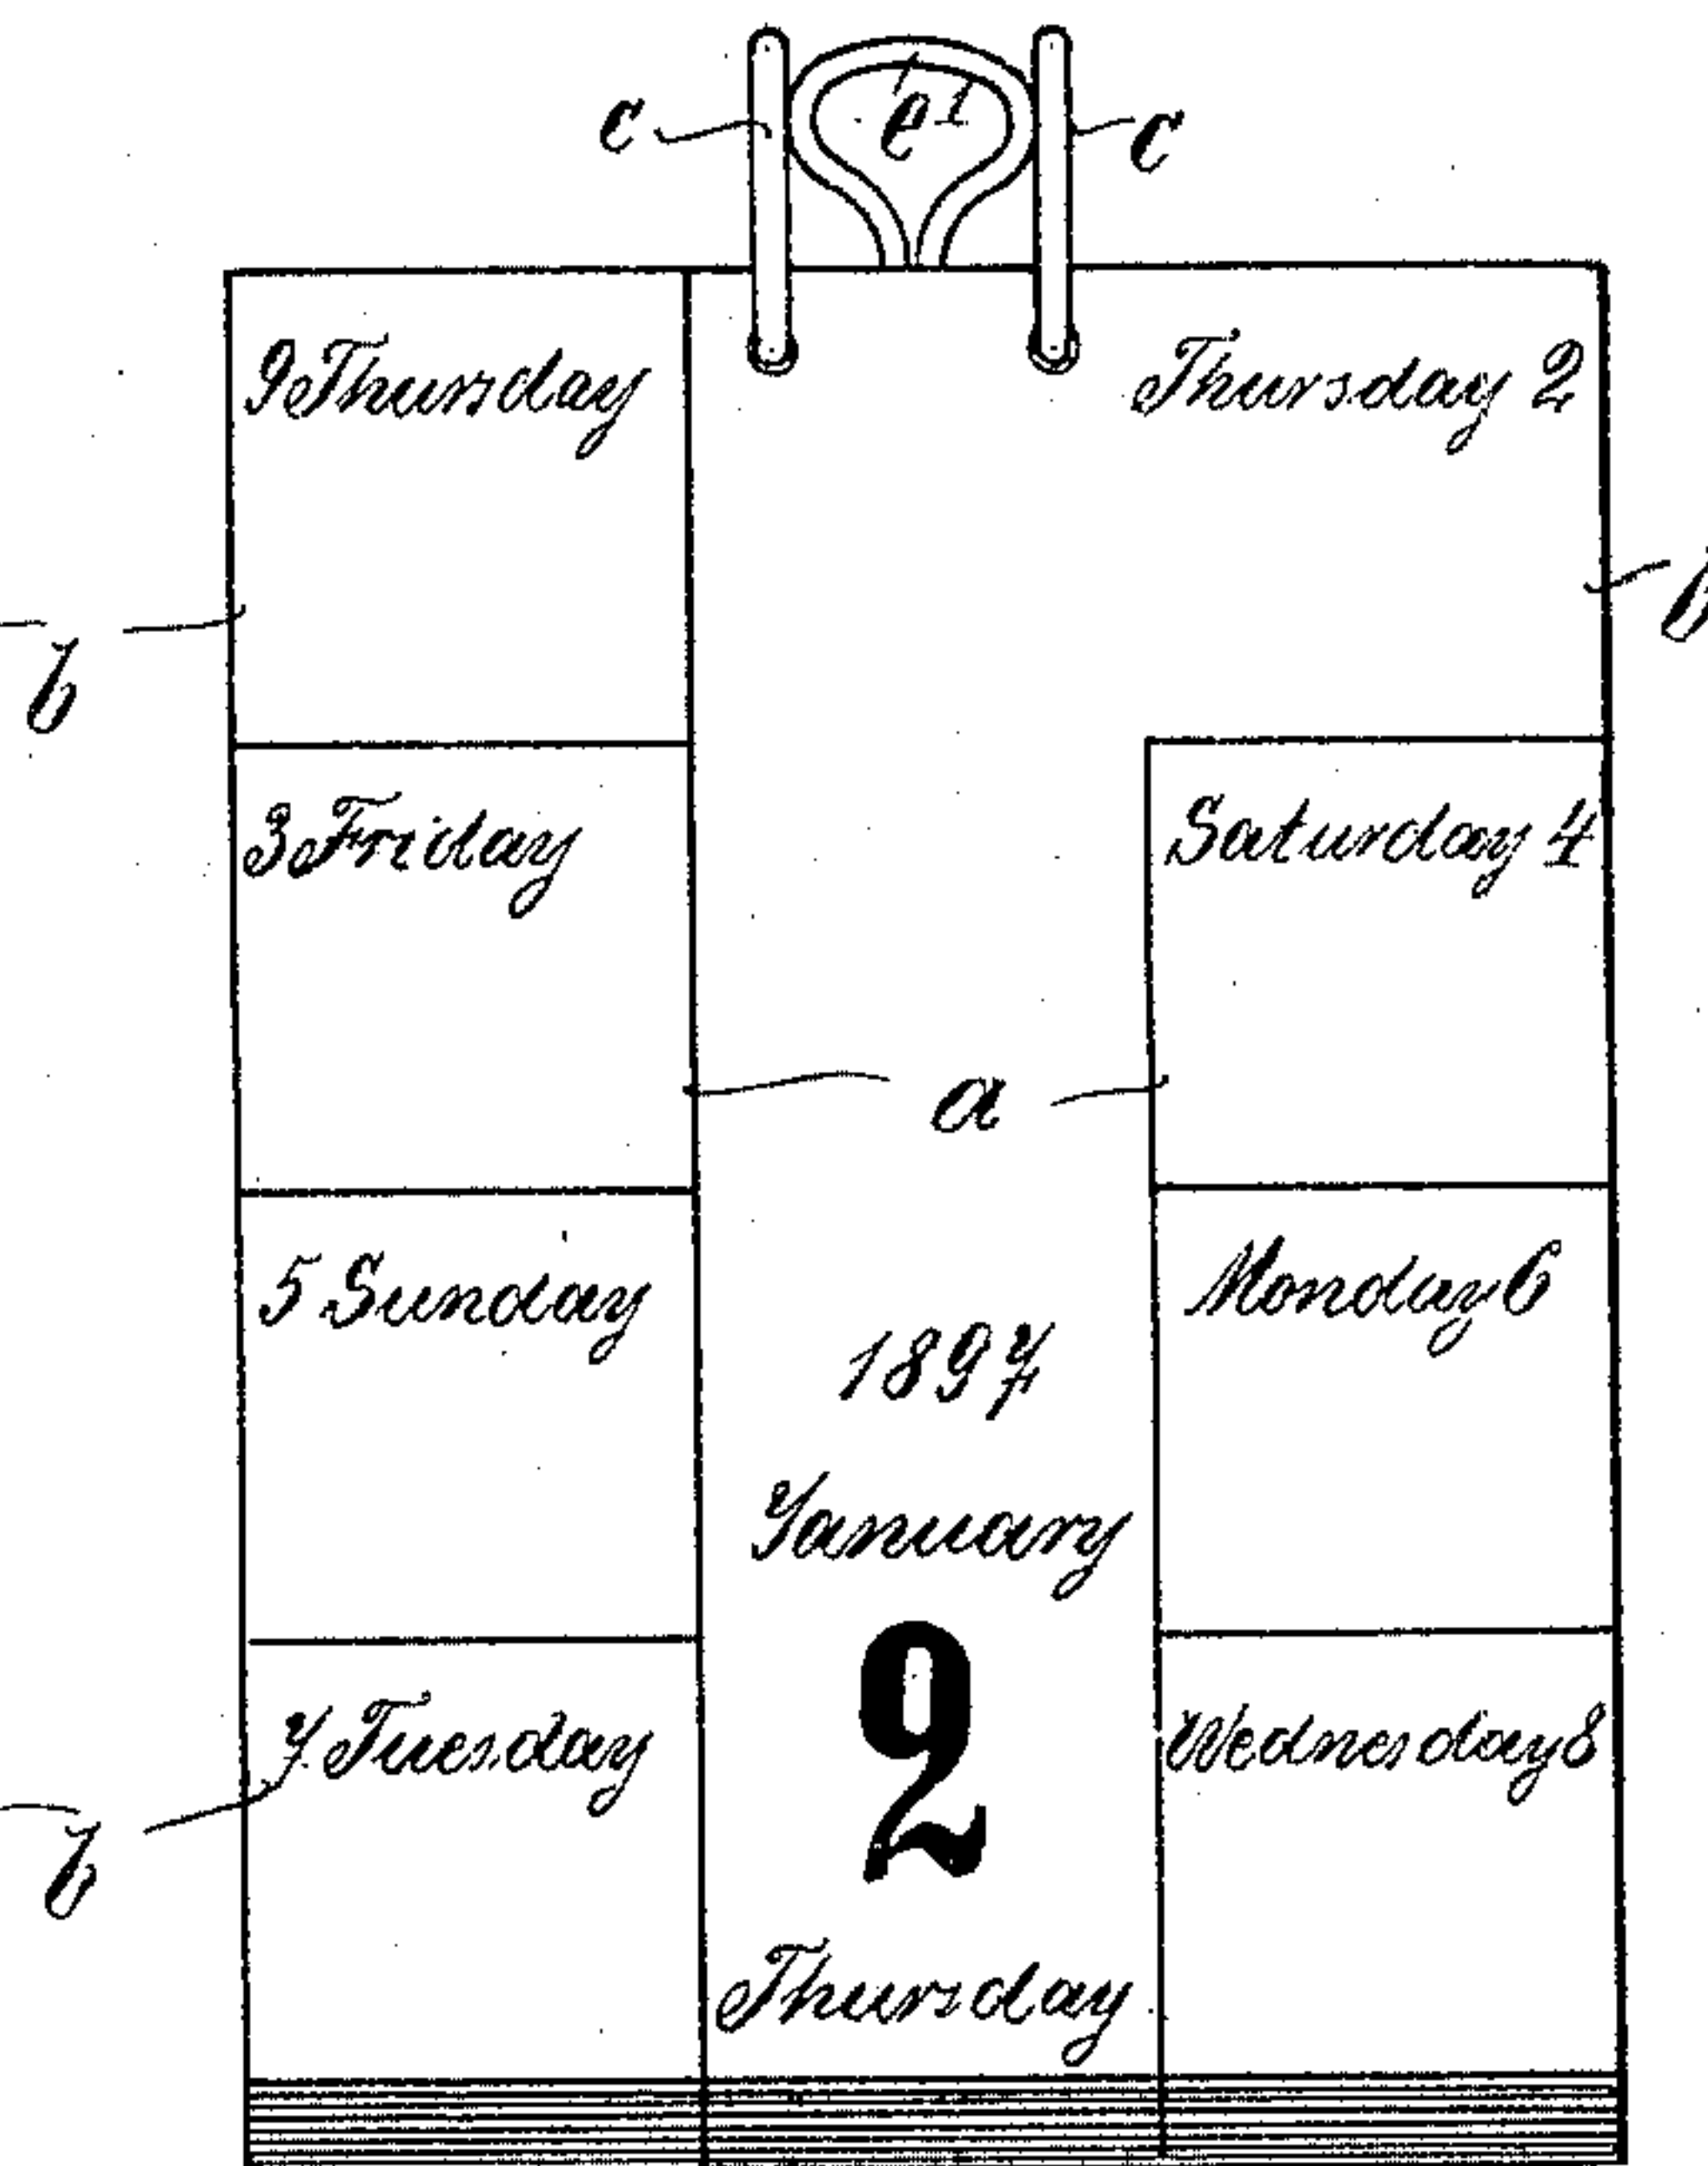 c e¹ c
9 Thursday Thursday 2
b b
3 Friday Saturday 4
a
5 Sunday Monday 6
1897
January
2
7 Tuesday Wednesday 8
b
Thursday